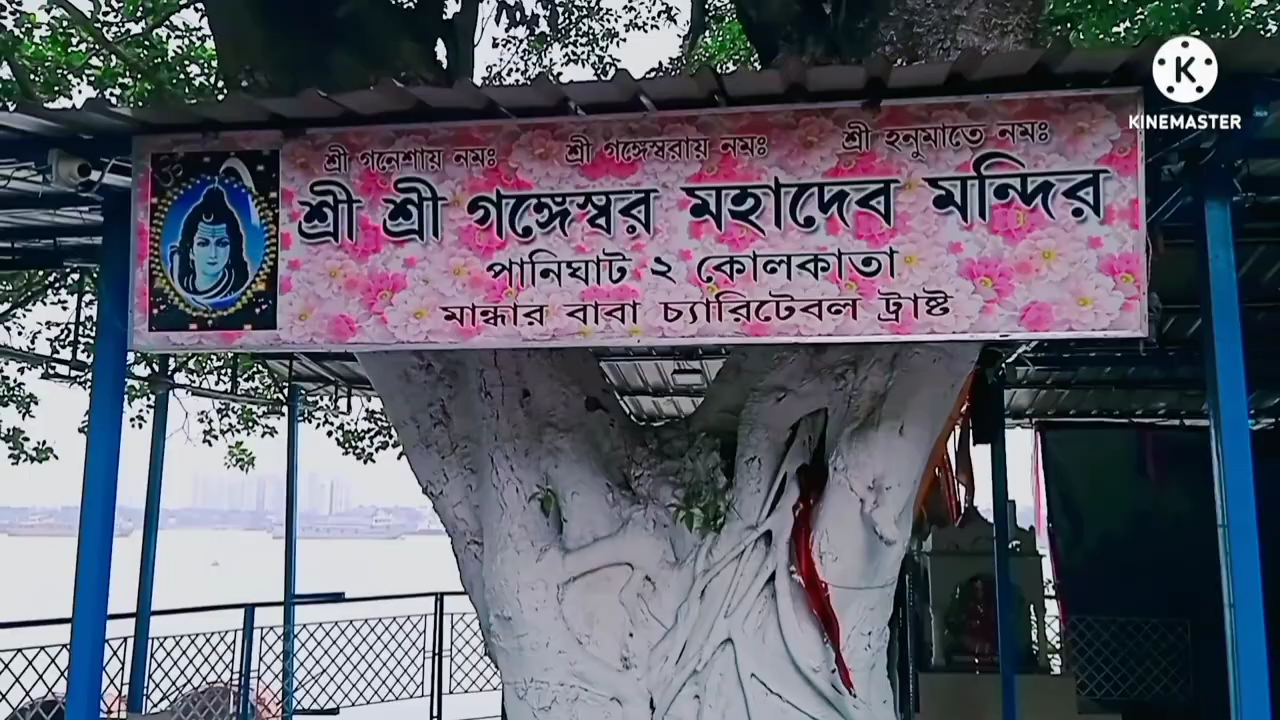 শ্রী গনেশায় নমঃ শ্রী গঙ্গেস্বরায় নমঃ শ্রী হনুমাতে নমঃ
শ্রী শ্রী গঙ্গেস্বর মহাদেব মন্দির
পানিঘাট ২ কোলকাতা
মান্ধার বাবা চ্যারিটেবল ট্রাষ্ট
K
KINEMASTER